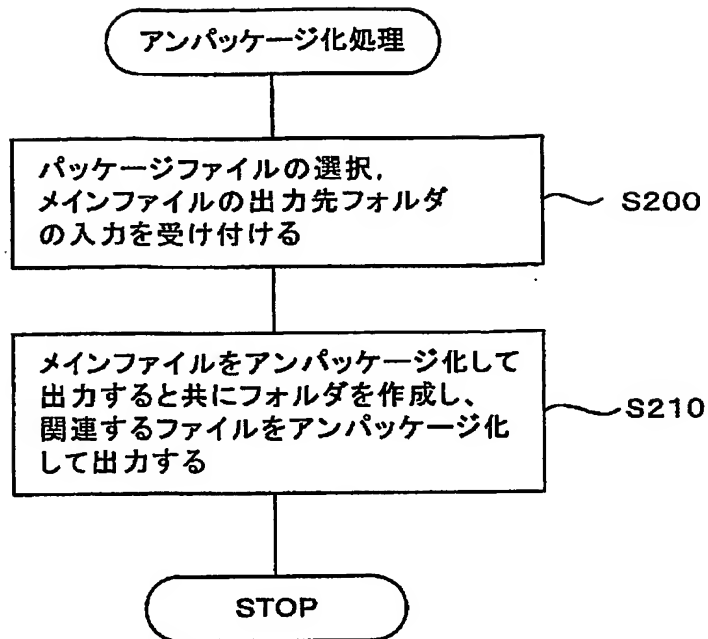 アンパッケージ化処理
パッケージファイルの選択,
メインファイルの出力先フォルダ
の入力を受け付ける
S200
メインファイルをアンパッケージ化して
出力すると共にフォルダを作成し、
関連するファイルをアンパッケージ化
して出力する
S210
STOP